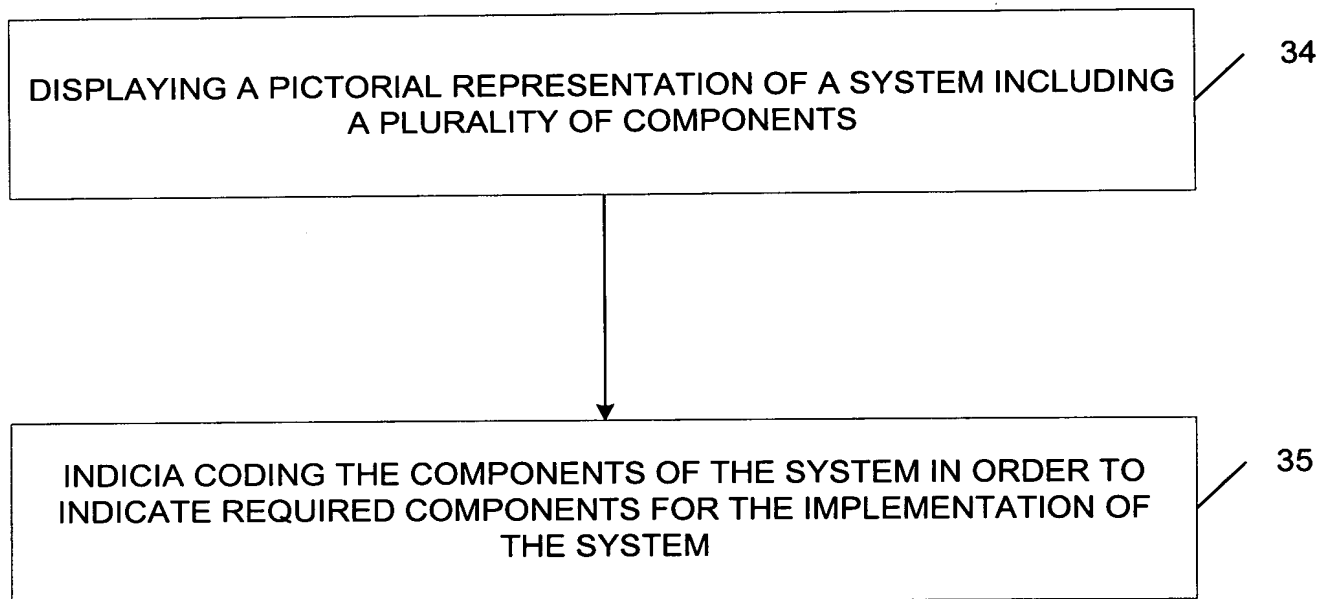 DISPLAYING A PICTORIAL REPRESENTATION OF A SYSTEM INCLUDING
A PLURALITY OF COMPONENTS
34
INDICIA CODING THE COMPONENTS OF THE SYSTEM IN ORDER TO
INDICATE REQUIRED COMPONENTS FOR THE IMPLEMENTATION OF
THE SYSTEM
35